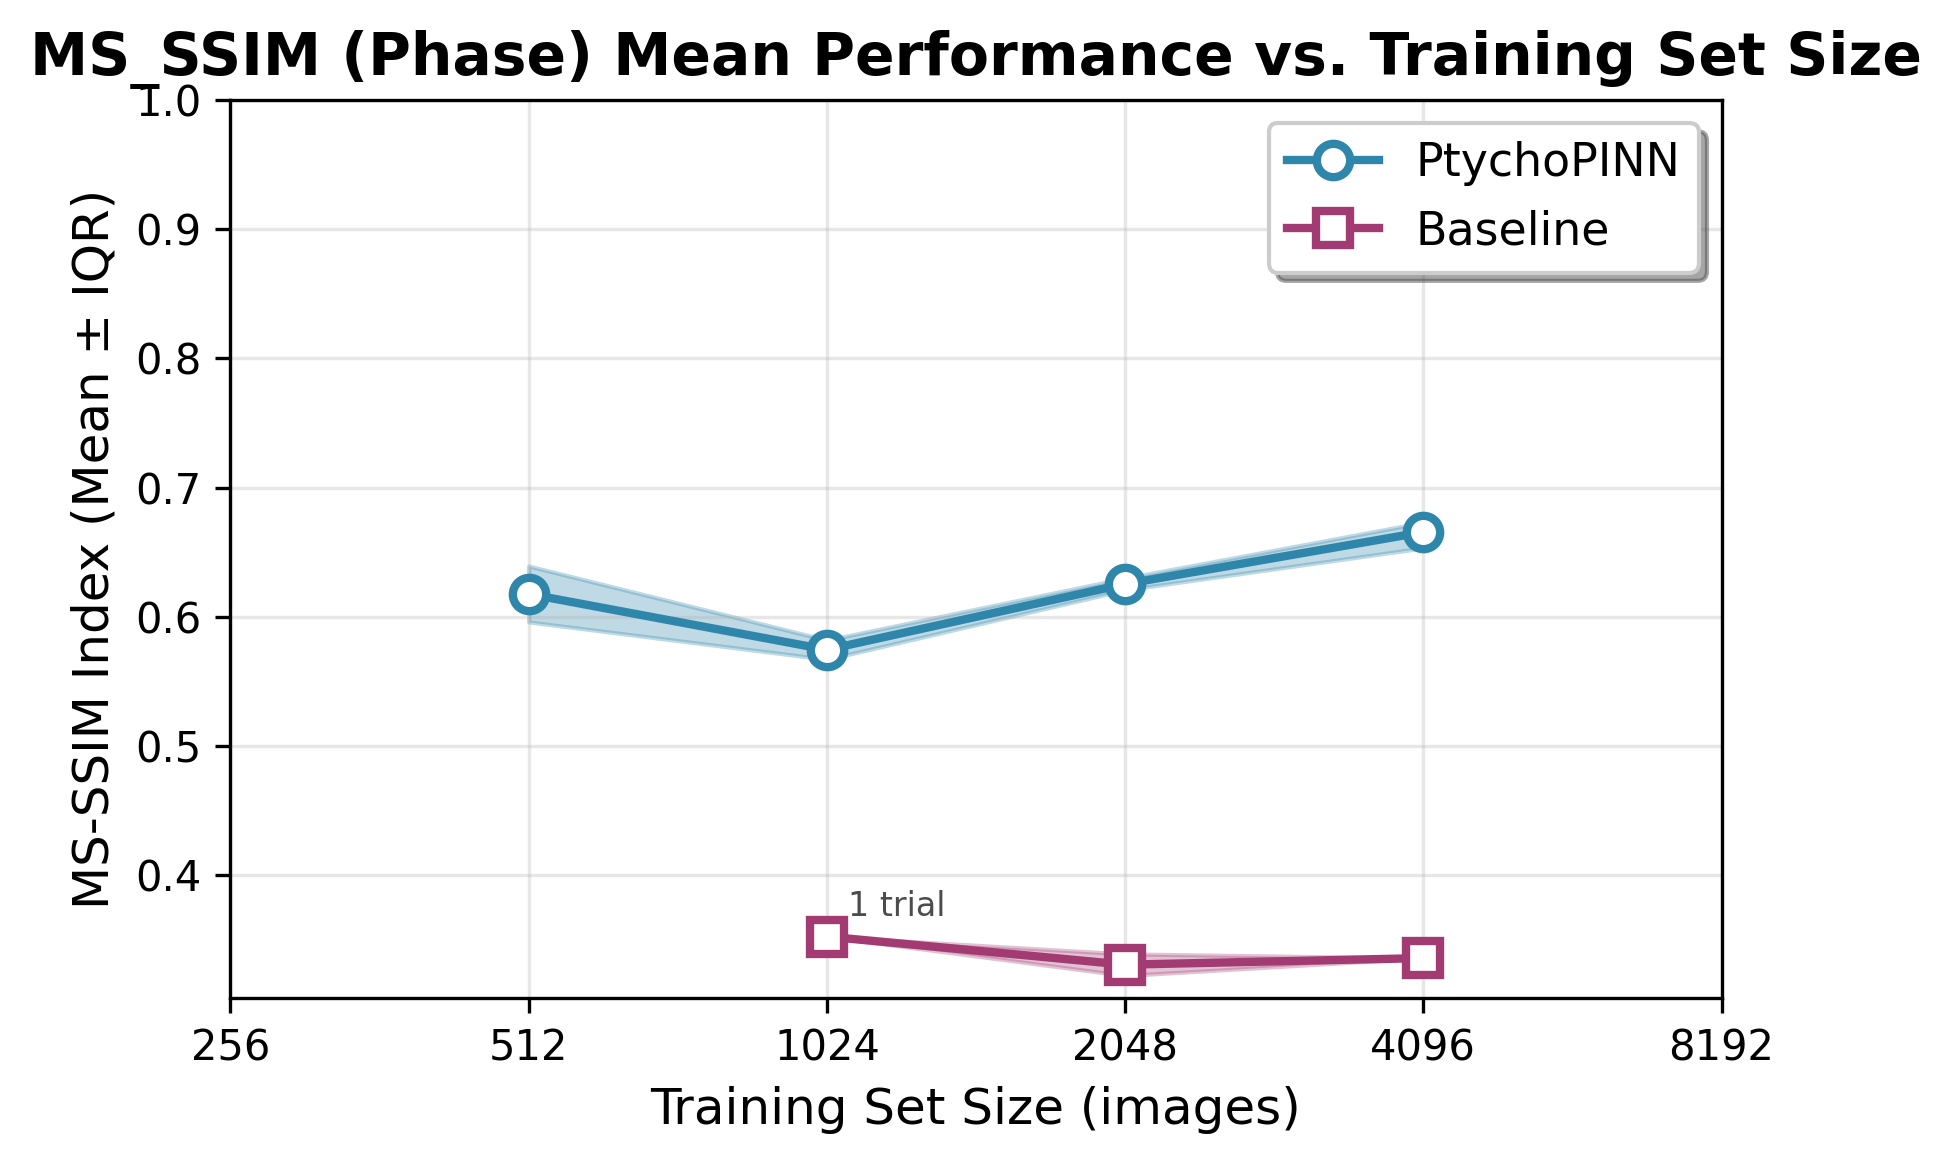 MS_SSIM (Phase) Mean Performance vs. Training Set Size
MS-SSIM Index (Mean ± IQR)
1.0
0.9
0.8
0.7
0.6
0.5
0.4
PtychoPINN
Baseline
1 trial
256 512 1024 2048 4096 8192
Training Set Size (images)